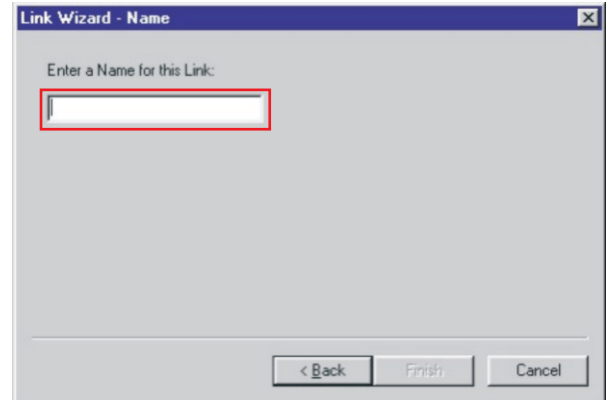 Link Wizard - Name
Enter a Name for this Link:
< Back
Finish
Cancel